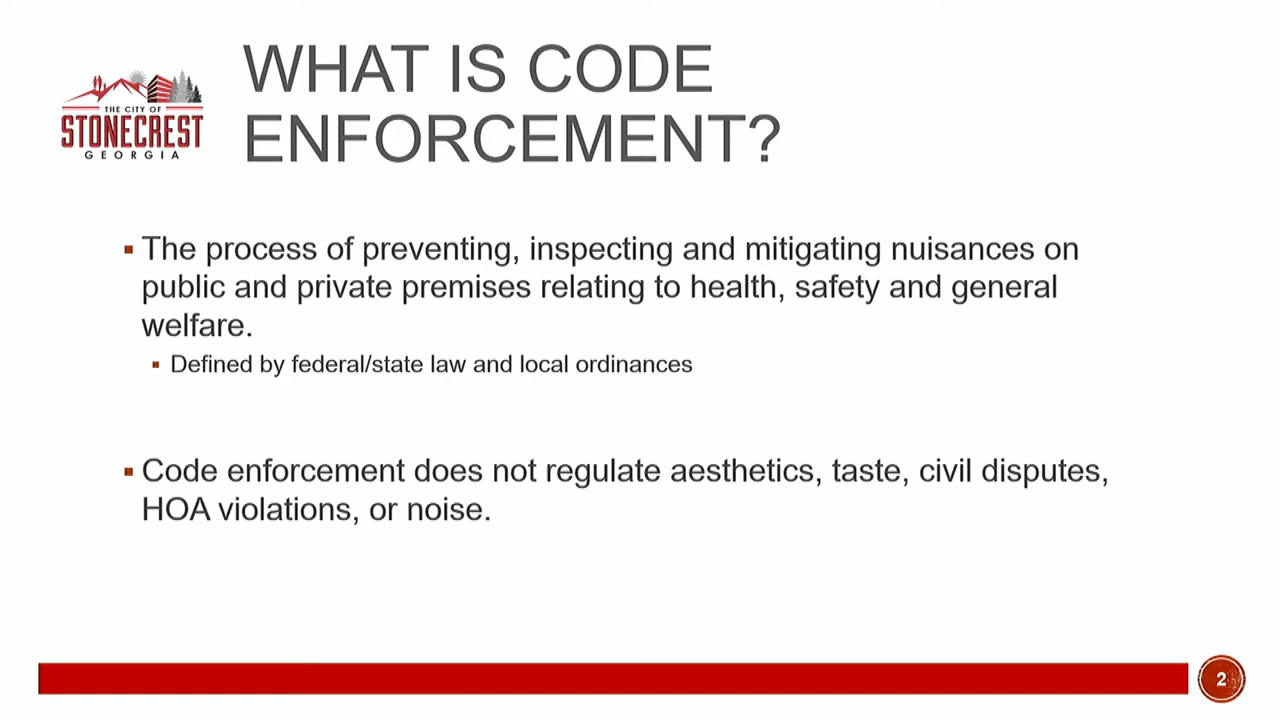 THE CITY OF
STONECREST
GEORGIA
WHAT IS CODE
ENFORCEMENT?
▪ The process of preventing, inspecting and mitigating nuisances on
public and private premises relating to health, safety and general
welfare.
▪ Defined by federal/state law and local ordinances
▪ Code enforcement does not regulate aesthetics, taste, civil disputes,
HOA violations, or noise.
2